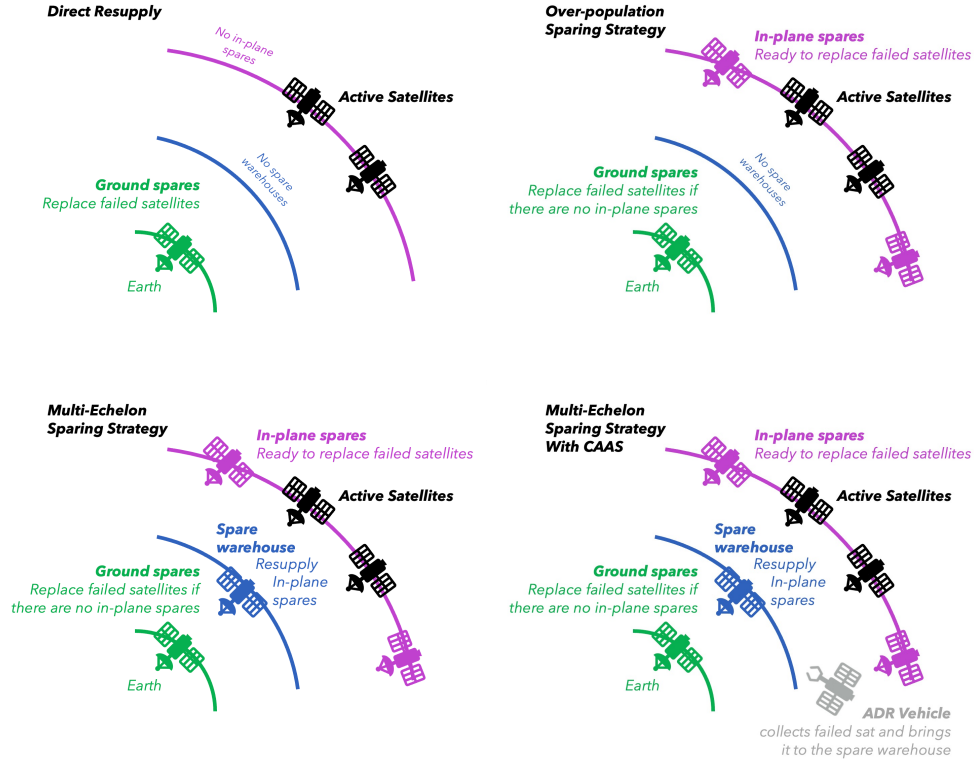 Direct Resupply
No in-plane
spares
Active Satellites
No spare
warehouses
Ground spares
Replace failed satellites
Earth
Over-population
Sparing Strategy
In-plane spares
Ready to replace failed satellites
Active Satellites
No spare
warehouses
Ground spares
Replace failed satellites if
there are no in-plane spares
Earth
Multi-Echelon
Sparing Strategy
In-plane spares
Ready to replace failed satellites
Active Satellites
Spare
warehouse
Resupply
In-plane
spares
Ground spares
Replace failed satellites if
there are no in-plane spares
Earth
Multi-Echelon
Sparing Strategy
With CAAS
In-plane spares
Ready to replace failed satellites
Active Satellites
Spare
warehouse
Resupply
In-plane
spares
Ground spares
Replace failed satellites if
there are no in-plane spares
Earth
ADR Vehicle
collects failed sat and brings
it to the spare warehouse